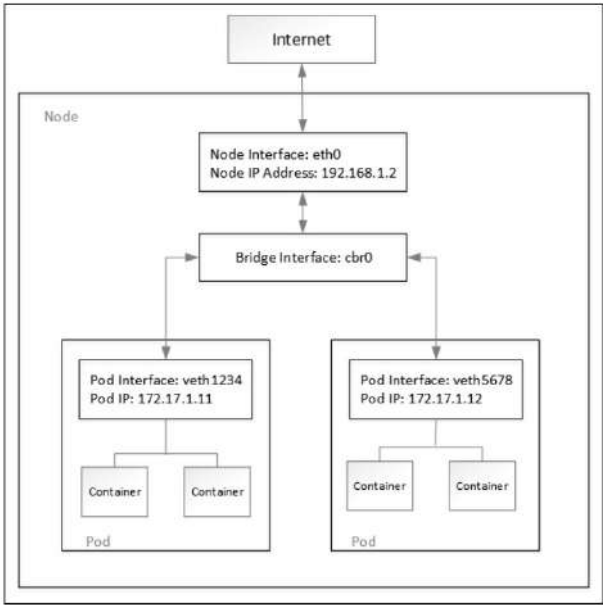 Internet
Node
Node Interface: eth0
Node IP Address: 192.168.1.2
Bridge Interface: cbr0
Pod Interface: veth1234
Pod IP: 172.17.1.11
Container
Container
Pod
Pod Interface: veth5678
Pod IP: 172.17.1.12
Container
Container
Pod